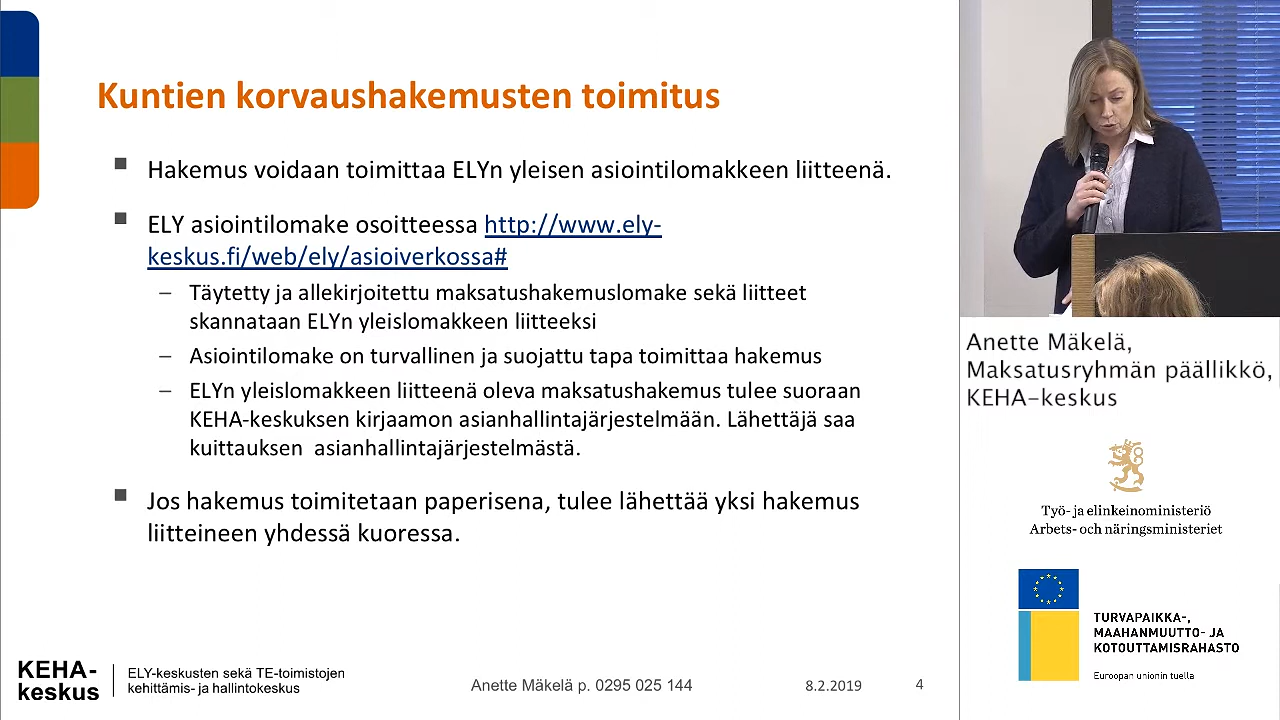 Kuntien korvaushakemusten toimitus
Hakemus voidaan toimittaa ELYn yleisen asiointilomakkeen liitteenä.
ELY asiointilomake osoitteessa http://www.ely-
keskus.fi/web/ely/asioiverkossa#
– Täytetty ja allekirjoitettu maksatushakemuslomake sekä liitteet
skannataan ELYn yleislomakkeen liitteeksi
– Asiointilomake on turvallinen ja suojattu tapa toimittaa hakemus
– ELYn yleislomakkeen liitteenä oleva maksatushakemus tulee suoraan
KEHA-keskuksen kirjaamon asianhallintajärjestelmään. Lähettäjä saa
kuittauksen asianhallintajärjestelmästä.
Jos hakemus toimitetaan paperisena, tulee lähettää yksi hakemus
liitteineen yhdessä kuoressa.
KEHA-
keskus
ELY-keskusten sekä TE-toimistojen
kehittämis- ja hallintokeskus
Anette Mäkelä p. 0295 025 144
8.2.2019
4
Anette Mäkelä,
Maksatusryhmän päällikkö,
KEHA-keskus
Työ- ja elinkeinoministeriö
Arbets- och näringsministeriet
TURVAPAIKKA-,
MAAHANMUUTTO- JA
KOTOUTTAMISRAHASTO
Euroopan unionin tuella